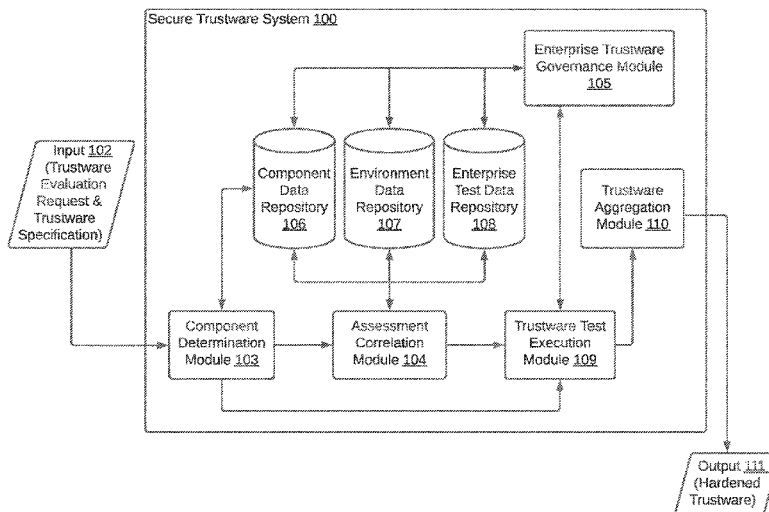 Secure Trustware System 100
Enterprise Trustware
Governance Module
105
Input 102
(Trustware
Evaluation
Request &
Trustware
Specification)
Component
Data
Repository
106
Environment
Data
Repository
107
Enterprise
Test Data
Repository
108
Trustware
Aggregation
Module 110
Component
Determination
Module 103
Assessment
Correlation
Module 104
Trustware Test
Execution
Module 109
Output 111
(Hardened
Trustware)